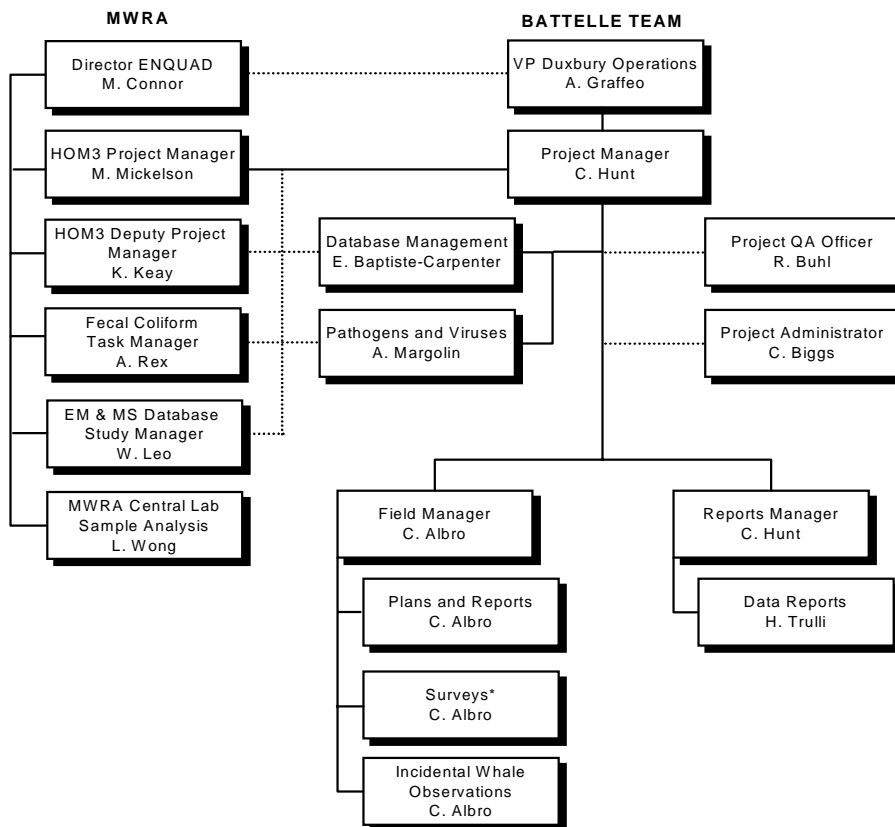 MWRA
BATTELLE TEAM
Director ENQUAD
M. Connor
VP Duxbury Operations
A. Graffeo
HOM3 Project Manager
M. Mickelson
Project Manager
C. Hunt
HOM3 Deputy Project
Manager
K. Keay
Database Management
E. Baptiste-Carpenter
Project QA Officer
R. Buhl
Fecal Coliform
Task Manager
A. Rex
Pathogens and Viruses
A. Margolin
Project Administrator
C. Biggs
EM & MS Database
Study Manager
W. Leo
MWRA Central Lab
Sample Analysis
L. Wong
Field Manager
C. Albro
Reports Manager
C. Hunt
Plans and Reports
C. Albro
Data Reports
H. Trulli
Surveys*
C. Albro
Incidental Whale
Observations
C. Albro